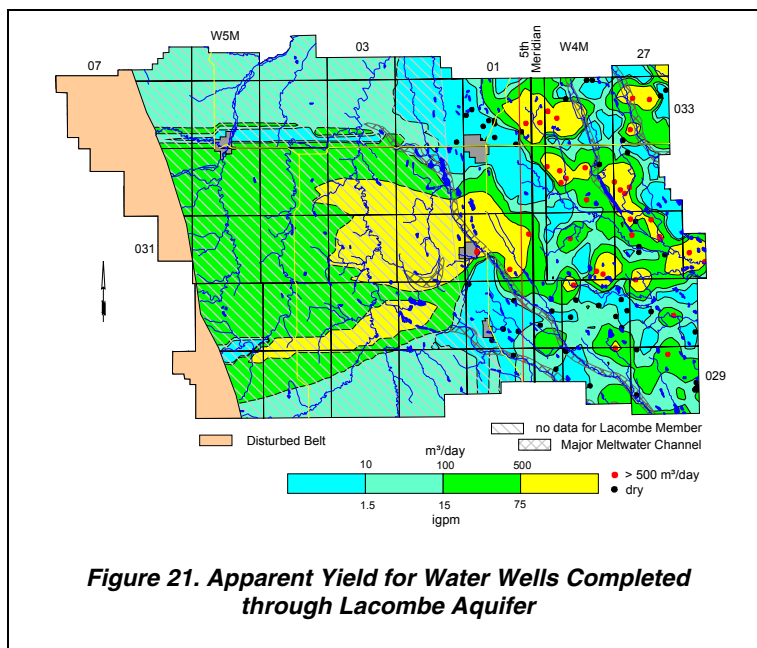 07
W5M
03
01
5th
Meridian
W4M
27
033
031
029
no data for Lacombe Member
Disturbed Belt
Major Meltwater Channel
m³/day
10 100 500
> 500 m³/day
dry
1.5 15 75
igpm
Figure 21. Apparent Yield for Water Wells Completed
through Lacombe Aquifer